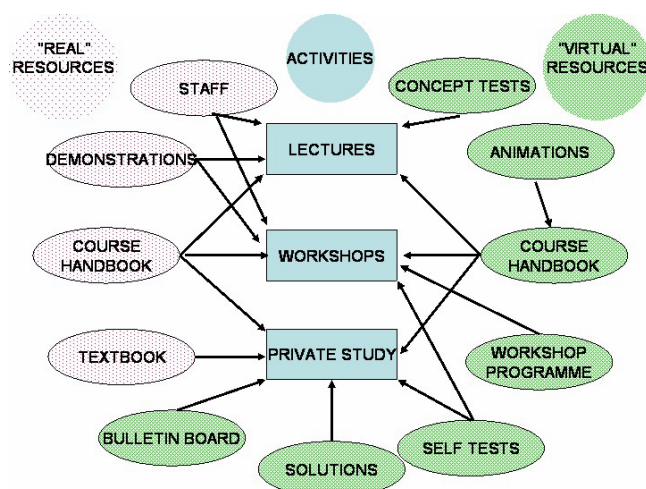 "REAL"
RESOURCES
ACTIVITIES
"VIRTUAL"
RESOURCES
STAFF
CONCEPT TESTS
LECTURES
DEMONSTRATIONS
ANIMATIONS
COURSE
HANDBOOK
WORKSHOPS
COURSE
HANDBOOK
TEXTBOOK
PRIVATE STUDY
WORKSHOP
PROGRAMME
BULLETIN BOARD
SOLUTIONS
SELF TESTS